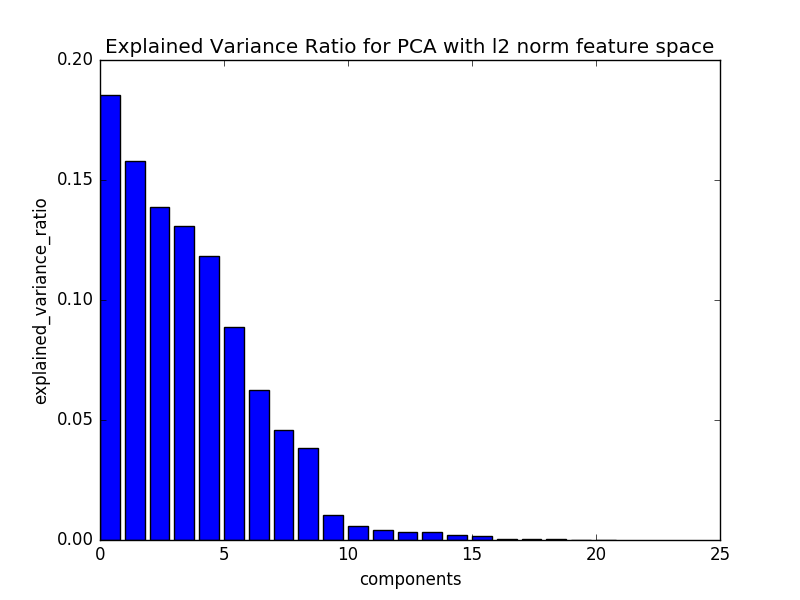 Explained Variance Ratio for PCA with l2 norm feature space
0.20
0.15
0.10
0.05
0.00
explained_variance_ratio
0 5 10 15 20 25
components